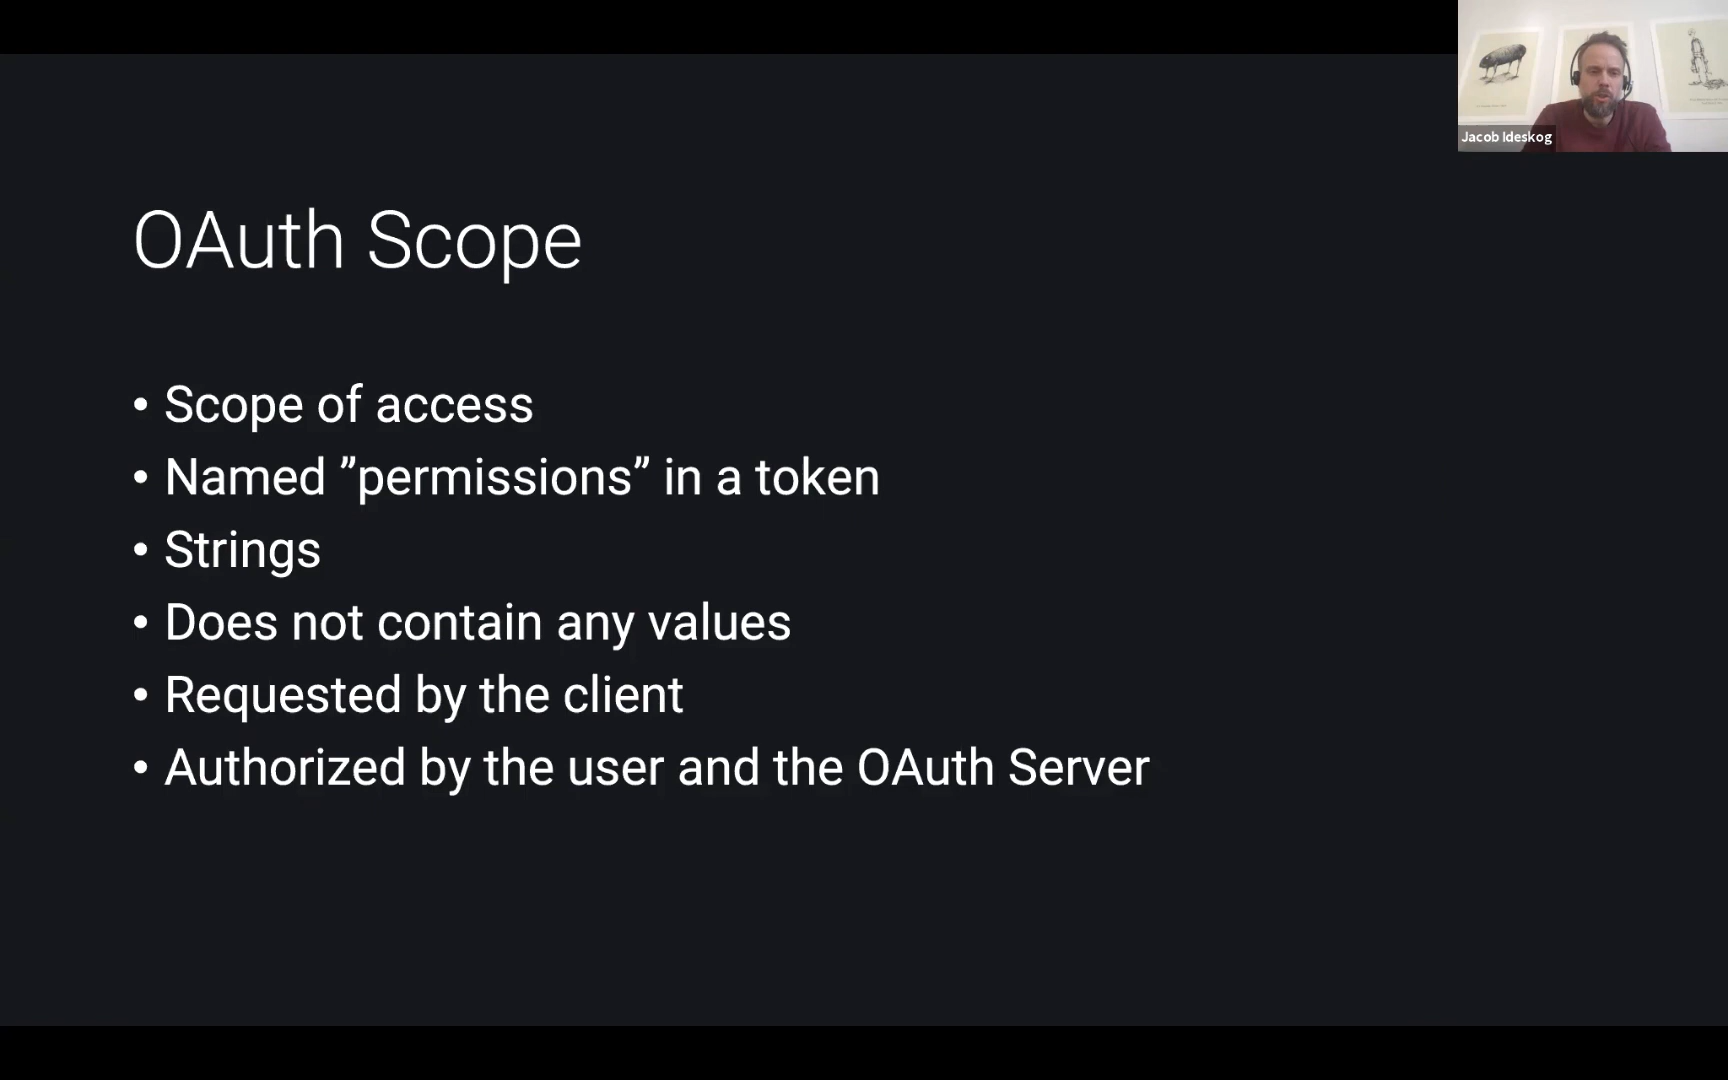 Jacob Ideskog
OAuth Scope
• Scope of access
• Named ”permissions” in a token
• Strings
• Does not contain any values
• Requested by the client
• Authorized by the user and the OAuth Server